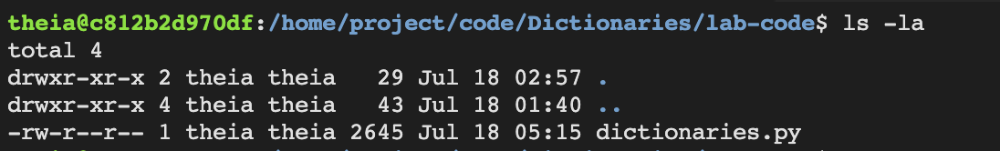 theia@c812b2d970df:/home/project/code/Dictionaries/lab-code$ ls -la
total 4
drwxr-xr-x 2 theia theia   29 Jul 18 02:57 .
drwxr-xr-x 4 theia theia   43 Jul 18 01:40 ..
-rw-r--r-- 1 theia theia 2645 Jul 18 05:15 dictionaries.py